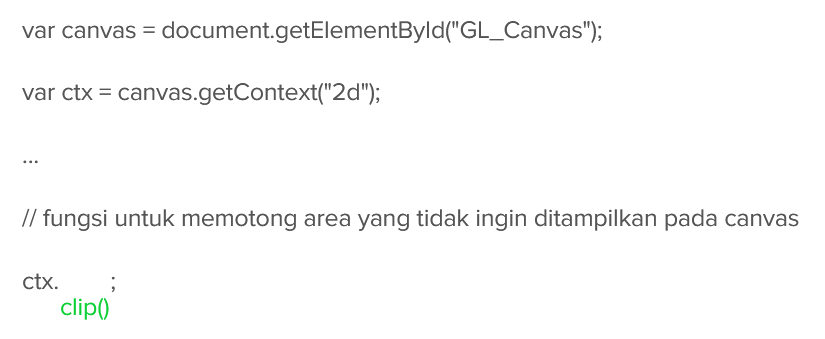 var canvas = document.getElementById("GL_Canvas");
var ctx = canvas.getContext("2d");
...
// fungsi untuk memotong area yang tidak ingin ditampilkan pada canvas
ctx. ;
clip()